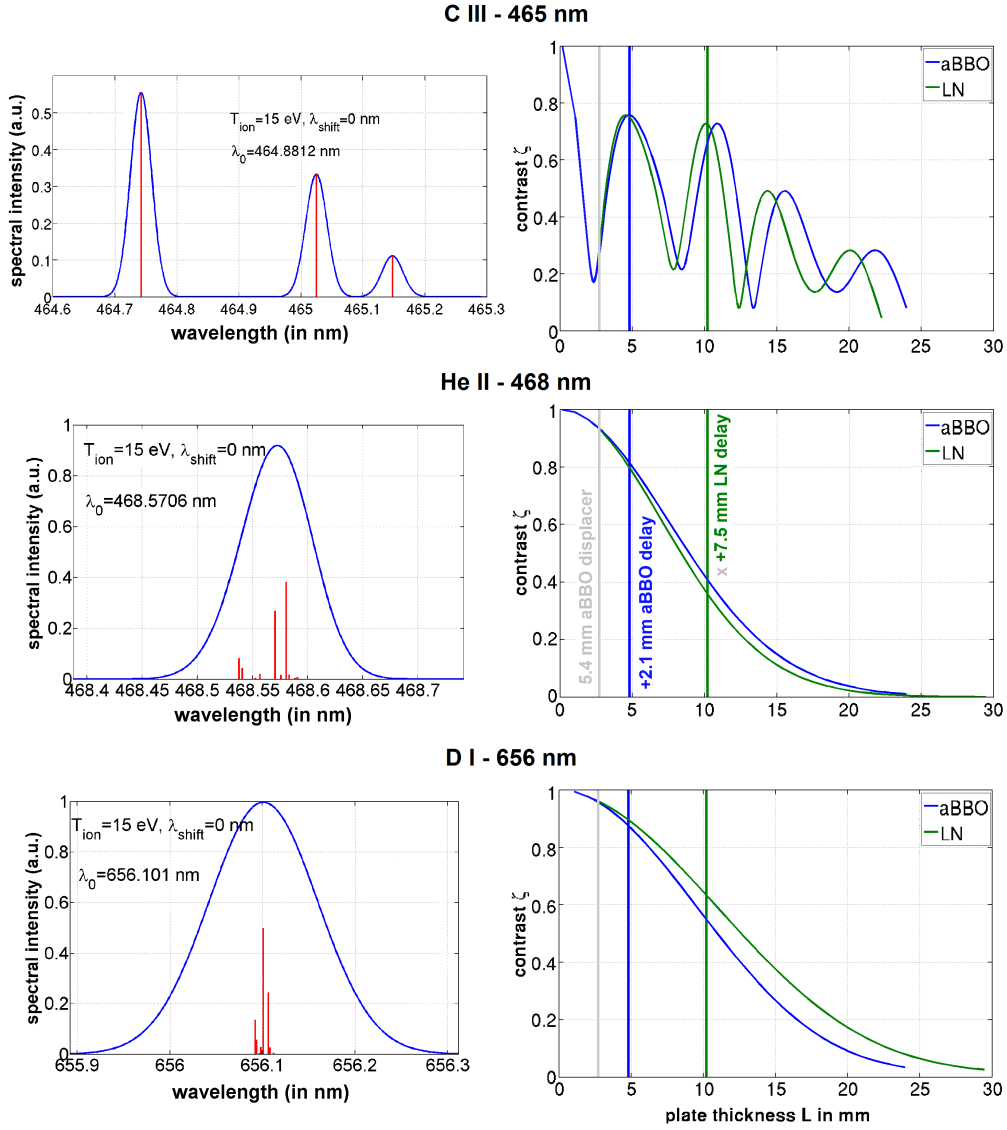 C III - 465 nm
spectral intensity (a.u.)
0.5
0.4
0.3
0.2
0.1
0
T_ion=15 eV, λ_shift=0 nm
λ_0=464.8812 nm
464.6 464.7 464.8 464.9 465 465.1 465.2 465.3
wavelength (in nm)
contrast ζ
1
0.8
0.6
0.4
0.2
0
aBBO
LN
0 5 10 15 20 25 30
He II - 468 nm
spectral intensity (a.u.)
1
0.8
0.6
0.4
0.2
0
T_ion=15 eV, λ_shift=0 nm
λ_0=468.5706 nm
468.4 468.45 468.5 468.55 468.6 468.65 468.7
wavelength (in nm)
contrast ζ
1
0.8
0.6
0.4
0.2
0
5.4 mm aBBO displacer
+2.1 mm aBBO delay
x +7.5 mm LN delay
aBBO
LN
0 5 10 15 20 25 30
D I - 656 nm
spectral intensity (a.u.)
1
0.8
0.6
0.4
0.2
0
T_ion=15 eV, λ_shift=0 nm
λ_0=656.101 nm
655.9 656 656.1 656.2 656.3
wavelength (in nm)
contrast ζ
1
0.8
0.6
0.4
0.2
0
aBBO
LN
0 5 10 15 20 25 30
plate thickness L in mm